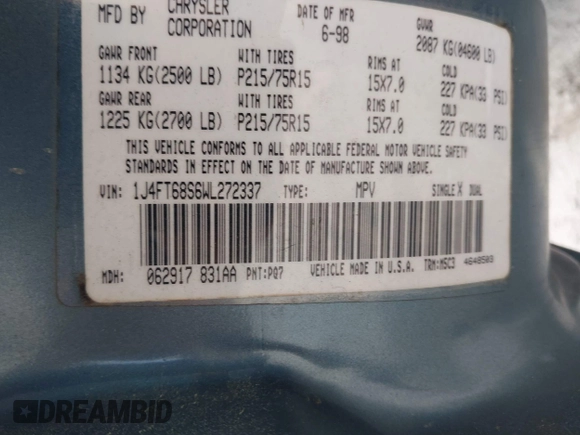 MFD BY CHRYSLER CORPORATION DATE OF MFR 6-98 GVWR 2087 KG(04600 LB)
GAWR FRONT WITH TIRES RIMS AT COLD
1134 KG(2500 LB) P215/75R15 15X7.0 227 KPA(33 PSI)
GAWR REAR WITH TIRES RIMS AT COLD
1225 KG(2700 LB) P215/75R15 15X7.0 227 KPA(33 PSI)
THIS VEHICLE CONFORMS TO ALL APPLICABLE FEDERAL MOTOR VEHICLE SAFETY
STANDARDS IN EFFECT ON THE DATE OF MANUFACTURE SHOWN ABOVE.
VIN: 1J4FT68S6WL272337 TYPE: MPV SINGLE X DUAL
MDH: 062917 831AA PNT:PQ7 VEHICLE MADE IN U.S.A. TRM:M5C3 4648503
DREAMBID